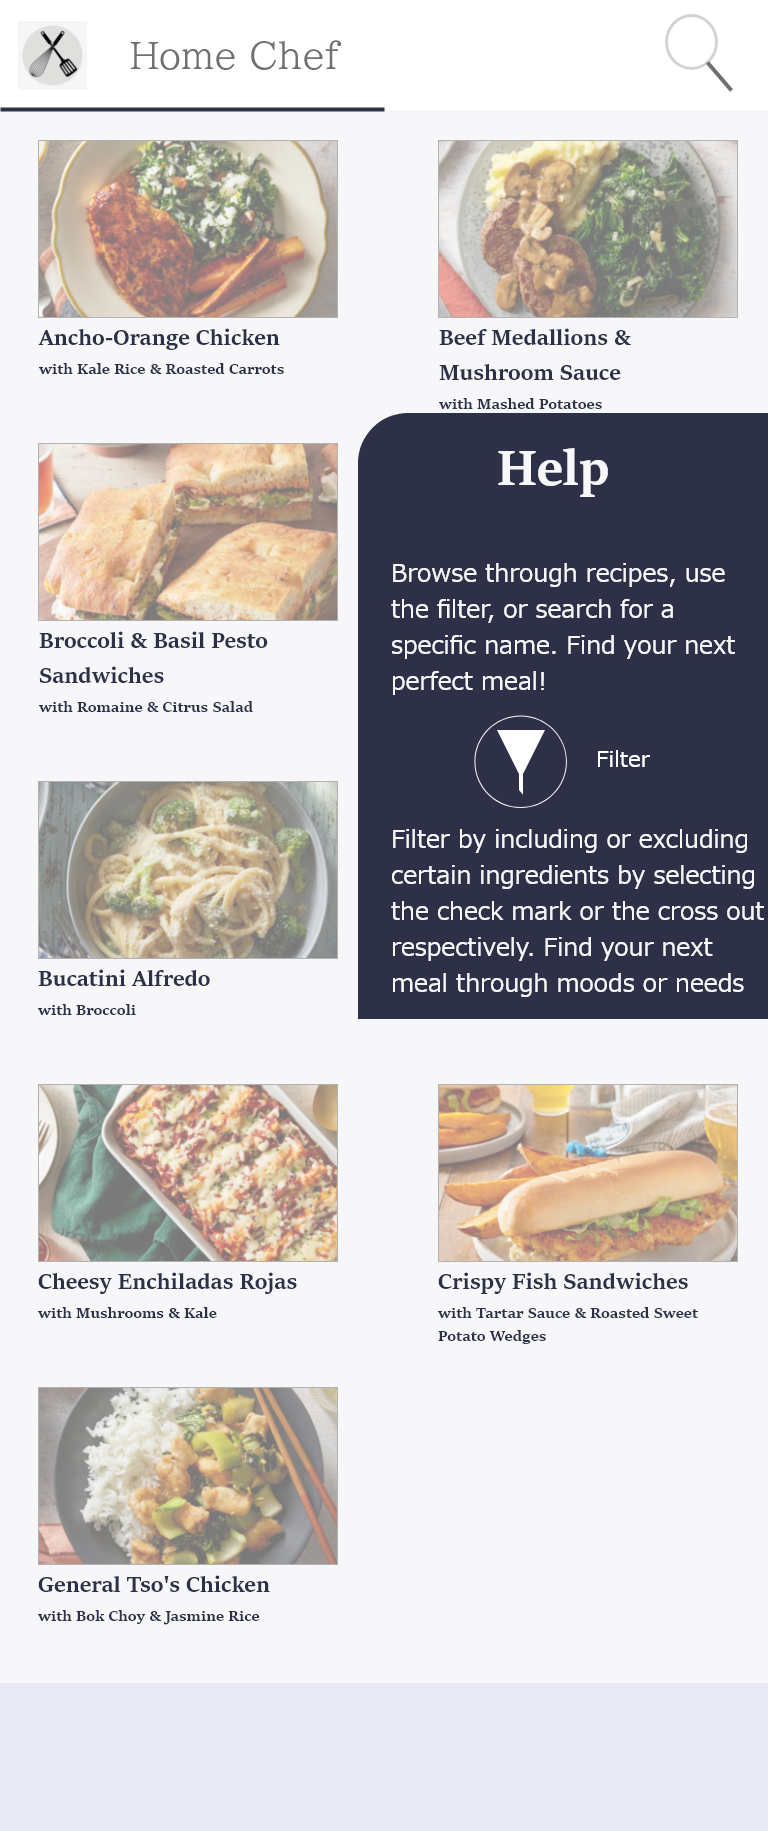 Home Chef
Ancho-Orange Chicken
with Kale Rice & Roasted Carrots
Beef Medallions &
Mushroom Sauce
with Mashed Potatoes
Broccoli & Basil Pesto
Sandwiches
with Romaine & Citrus Salad
Help
Browse through recipes, use
the filter, or search for a
specific name. Find your next
perfect meal!
Filter
Filter by including or excluding
certain ingredients by selecting
the check mark or the cross out
respectively. Find your next
meal through moods or needs
Bucatini Alfredo
with Broccoli
Cheesy Enchiladas Rojas
with Mushrooms & Kale
Crispy Fish Sandwiches
with Tartar Sauce & Roasted Sweet
Potato Wedges
General Tso's Chicken
with Bok Choy & Jasmine Rice